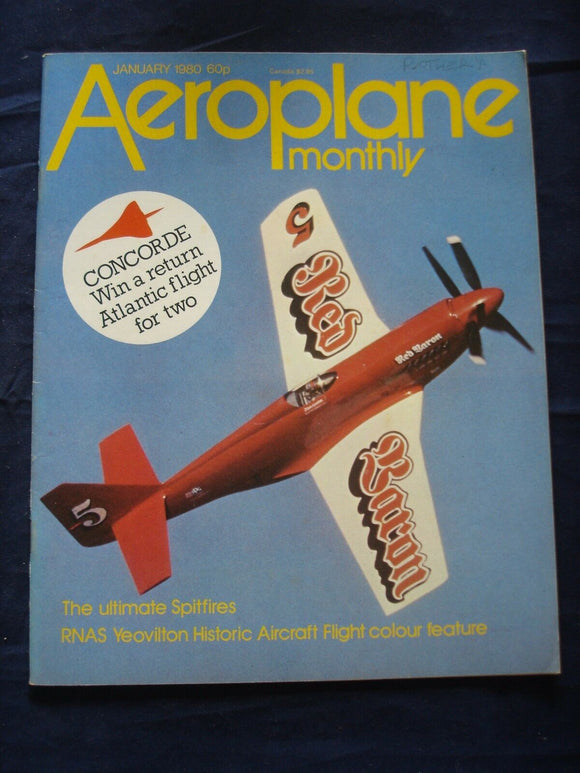 JANUARY 1980 60p
Canada $2.95
Aeroplane
monthly
CONCORDE
Win a return
Atlantic flight
for two
5
Red
Red Baron
Baron
5
The ultimate Spitfires
RNAS Yeovilton Historic Aircraft Flight colour feature